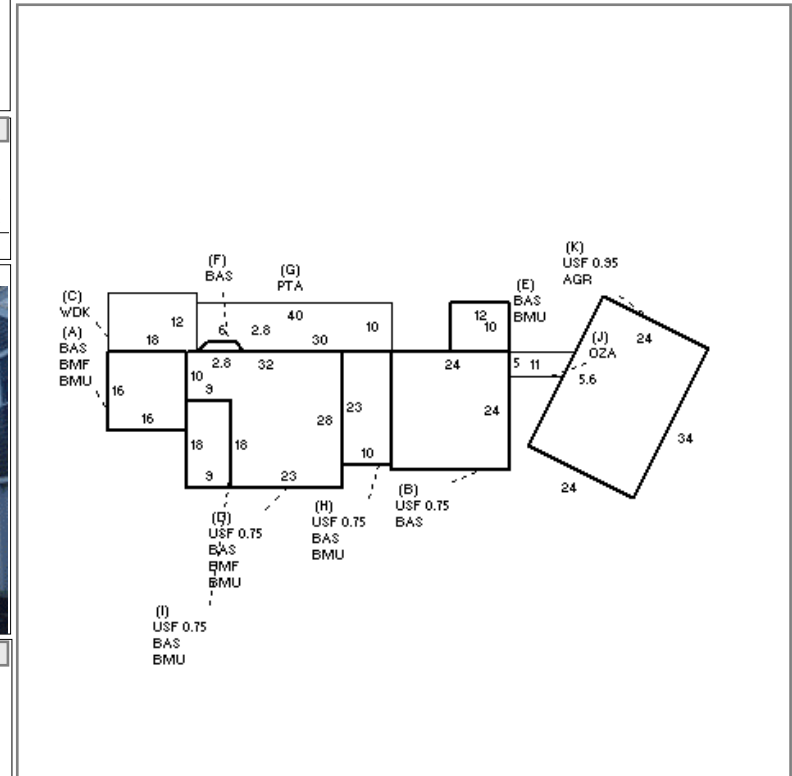 (K)
USF 0.95
AGR
(F)
BAS
(G)
PTA
(E)
BAS
BMU
(C)
WDK
(A)
BAS
BMF
BMU
12
18
40
6
2.8
10
30
12
10
(J)
OZA
24
2.8
32
10
9
24
5
11
5.6
16
16
28
23
24
34
18
18
10
9
23
24
(D)
USF 0.75
BAS
BMF
BMU
(H)
USF 0.75
BAS
BMU
(B)
USF 0.75
BAS
(I)
USF 0.75
BAS
BMU